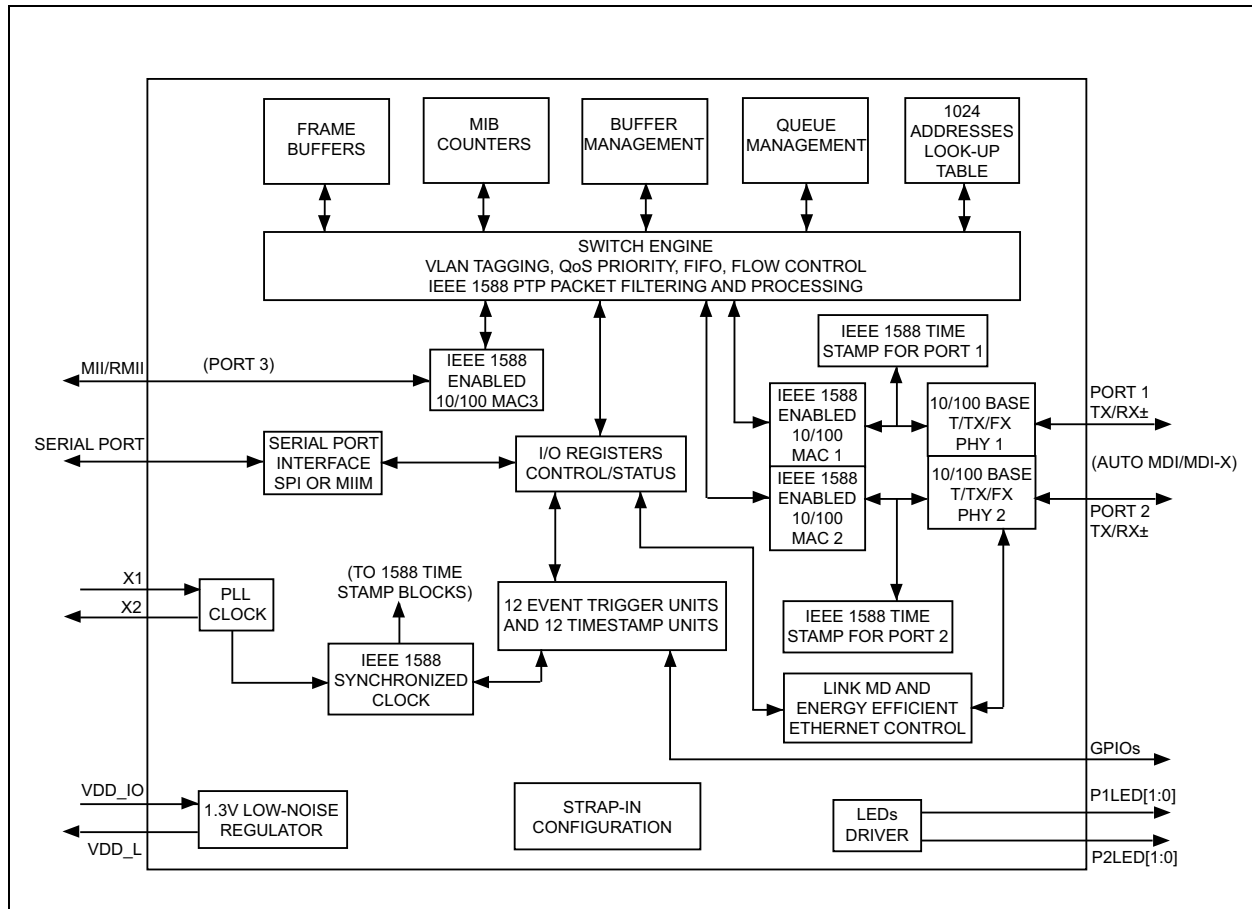 FRAME
BUFFERS
MIB
COUNTERS
BUFFER
MANAGEMENT
QUEUE
MANAGEMENT
1024
ADDRESSES
LOOK-UP
TABLE
SWITCH ENGINE
VLAN TAGGING, QoS PRIORITY, FIFO, FLOW CONTROL
IEEE 1588 PTP PACKET FILTERING AND PROCESSING
MII/RMII
(PORT 3)
IEEE 1588
ENABLED
10/100 MAC3
IEEE 1588 TIME
STAMP FOR PORT 1
IEEE 1588
ENABLED
10/100
MAC 1
10/100 BASE
T/TX/FX
PHY 1
PORT 1
TX/RX±
SERIAL PORT
SERIAL PORT
INTERFACE
SPI OR MIIM
I/O REGISTERS
CONTROL/STATUS
(AUTO MDI/MDI-X)
IEEE 1588
ENABLED
10/100
MAC 2
10/100 BASE
T/TX/FX
PHY 2
PORT 2
TX/RX±
X1
X2
PLL
CLOCK
(TO 1588 TIME
STAMP BLOCKS)
12 EVENT TRIGGER UNITS
AND 12 TIMESTAMP UNITS
IEEE 1588 TIME
STAMP FOR PORT 2
IEEE 1588
SYNCHRONIZED
CLOCK
LINK MD AND
ENERGY EFFICIENT
ETHERNET CONTROL
GPIOs
VDD_IO
VDD_L
1.3V LOW-NOISE
REGULATOR
STRAP-IN
CONFIGURATION
LEDs
DRIVER
P1LED[1:0]
P2LED[1:0]